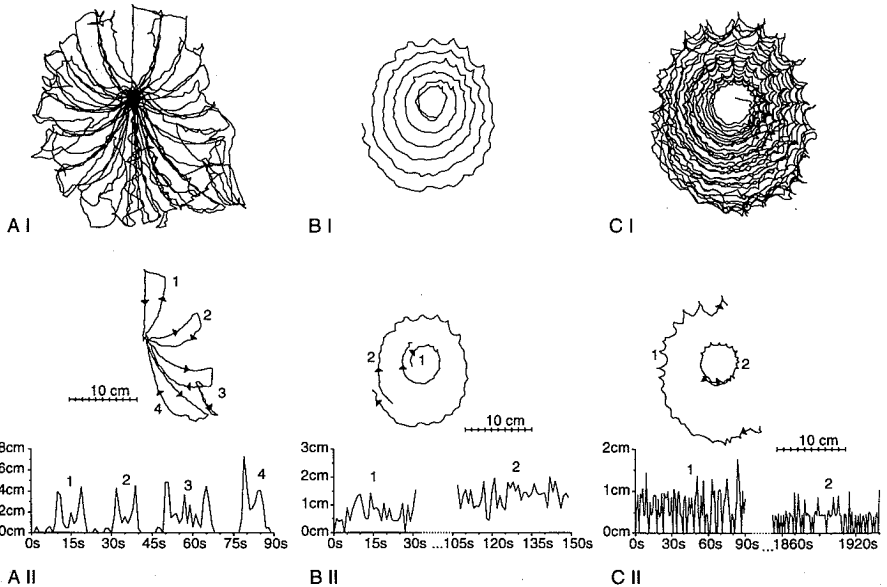 A I
B I
C I
1
2
3
4
10 cm
1
2
10 cm
1
2
10 cm
8cm
6cm
4cm
2cm
0cm
1
2
3
4
0s
15s
30s
45s
60s
75s
90s
3cm
2cm
1cm
0cm
1
2
0s
15s
30s
...105s
120s
135s
150s
2cm
1cm
0cm
1
2
0s
30s
60s
90s
...1860s
1920s
A II
B II
C II